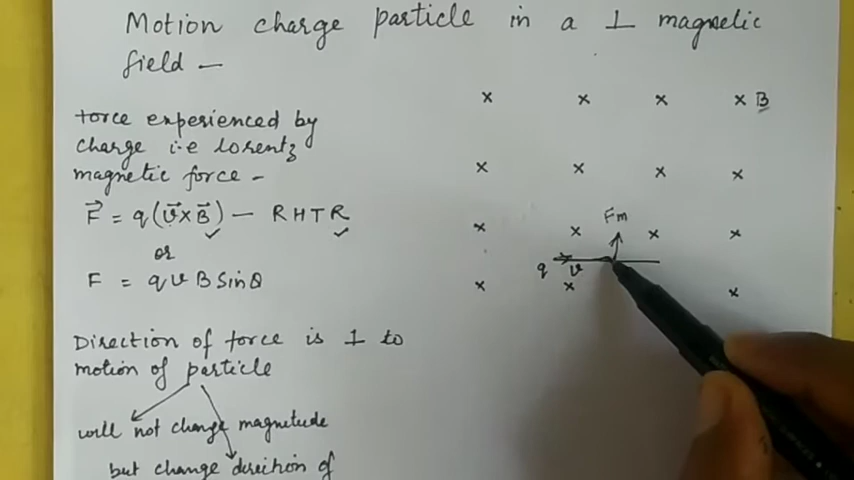 Motion charge particle in a ⊥ magnetic
field —
force experienced by
charge i.e lorentz
magnetic force -
F⃗ = q(v⃗×B⃗) — RHTR
or
F = qvB Sinθ
Direction of force is ⊥ to
motion of particle
will not change magnitude
but change direction of
× × × × B
× × × ×
Fm
× × × ×
q v
× × ×